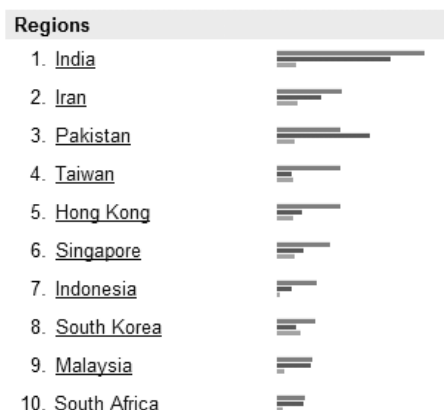 Regions
1. India
2. Iran
3. Pakistan
4. Taiwan
5. Hong Kong
6. Singapore
7. Indonesia
8. South Korea
9. Malaysia
10. South Africa